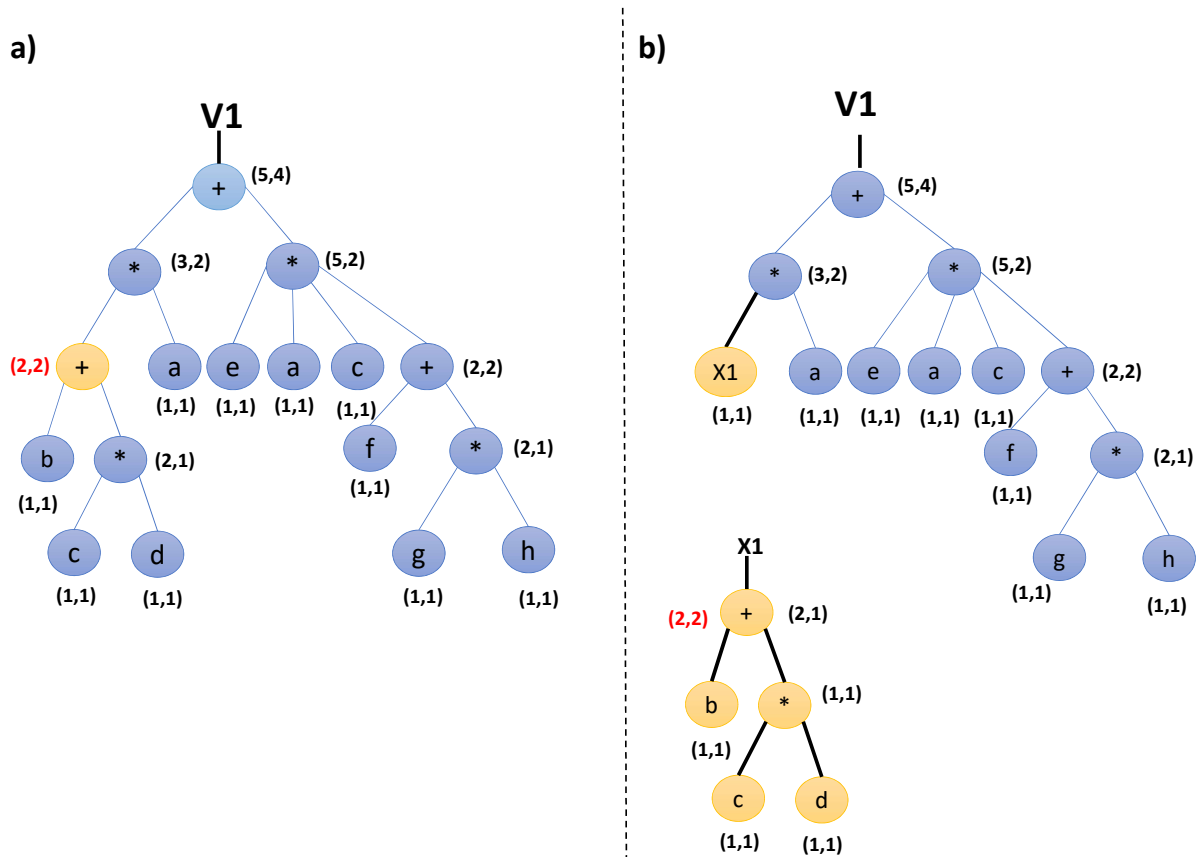 a)
V1
+ (5,4)
* (3,2) * (5,2)
(2,2) + a e a c + (2,2)
(1,1) (1,1) (1,1) (1,1)
b * (2,1) f * (2,1)
(1,1) (1,1)
c d g h
(1,1) (1,1) (1,1) (1,1)
b)
V1
+ (5,4)
* (3,2) * (5,2)
X1 a e a c + (2,2)
(1,1) (1,1) (1,1) (1,1) (1,1)
f * (2,1)
(1,1)
g h
(1,1) (1,1)
X1
(2,2) + (2,1)
b * (1,1)
(1,1)
c d
(1,1) (1,1)